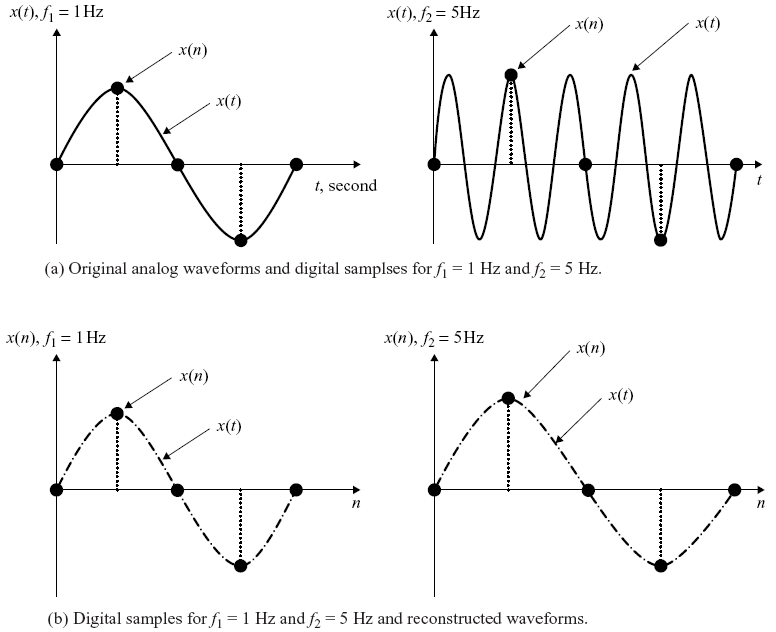 x(t), f₁ = 1 Hz
x(n)
x(t)
t, second
x(t), f₂ = 5Hz
x(n)
x(t)
t
(a) Original analog waveforms and digital samplses for f₁ = 1 Hz and f₂ = 5 Hz.
x(n), f₁ = 1 Hz
x(n)
x(t)
n
x(n), f₂ = 5Hz
x(n)
x(t)
n
(b) Digital samples for f₁ = 1 Hz and f₂ = 5 Hz and reconstructed waveforms.